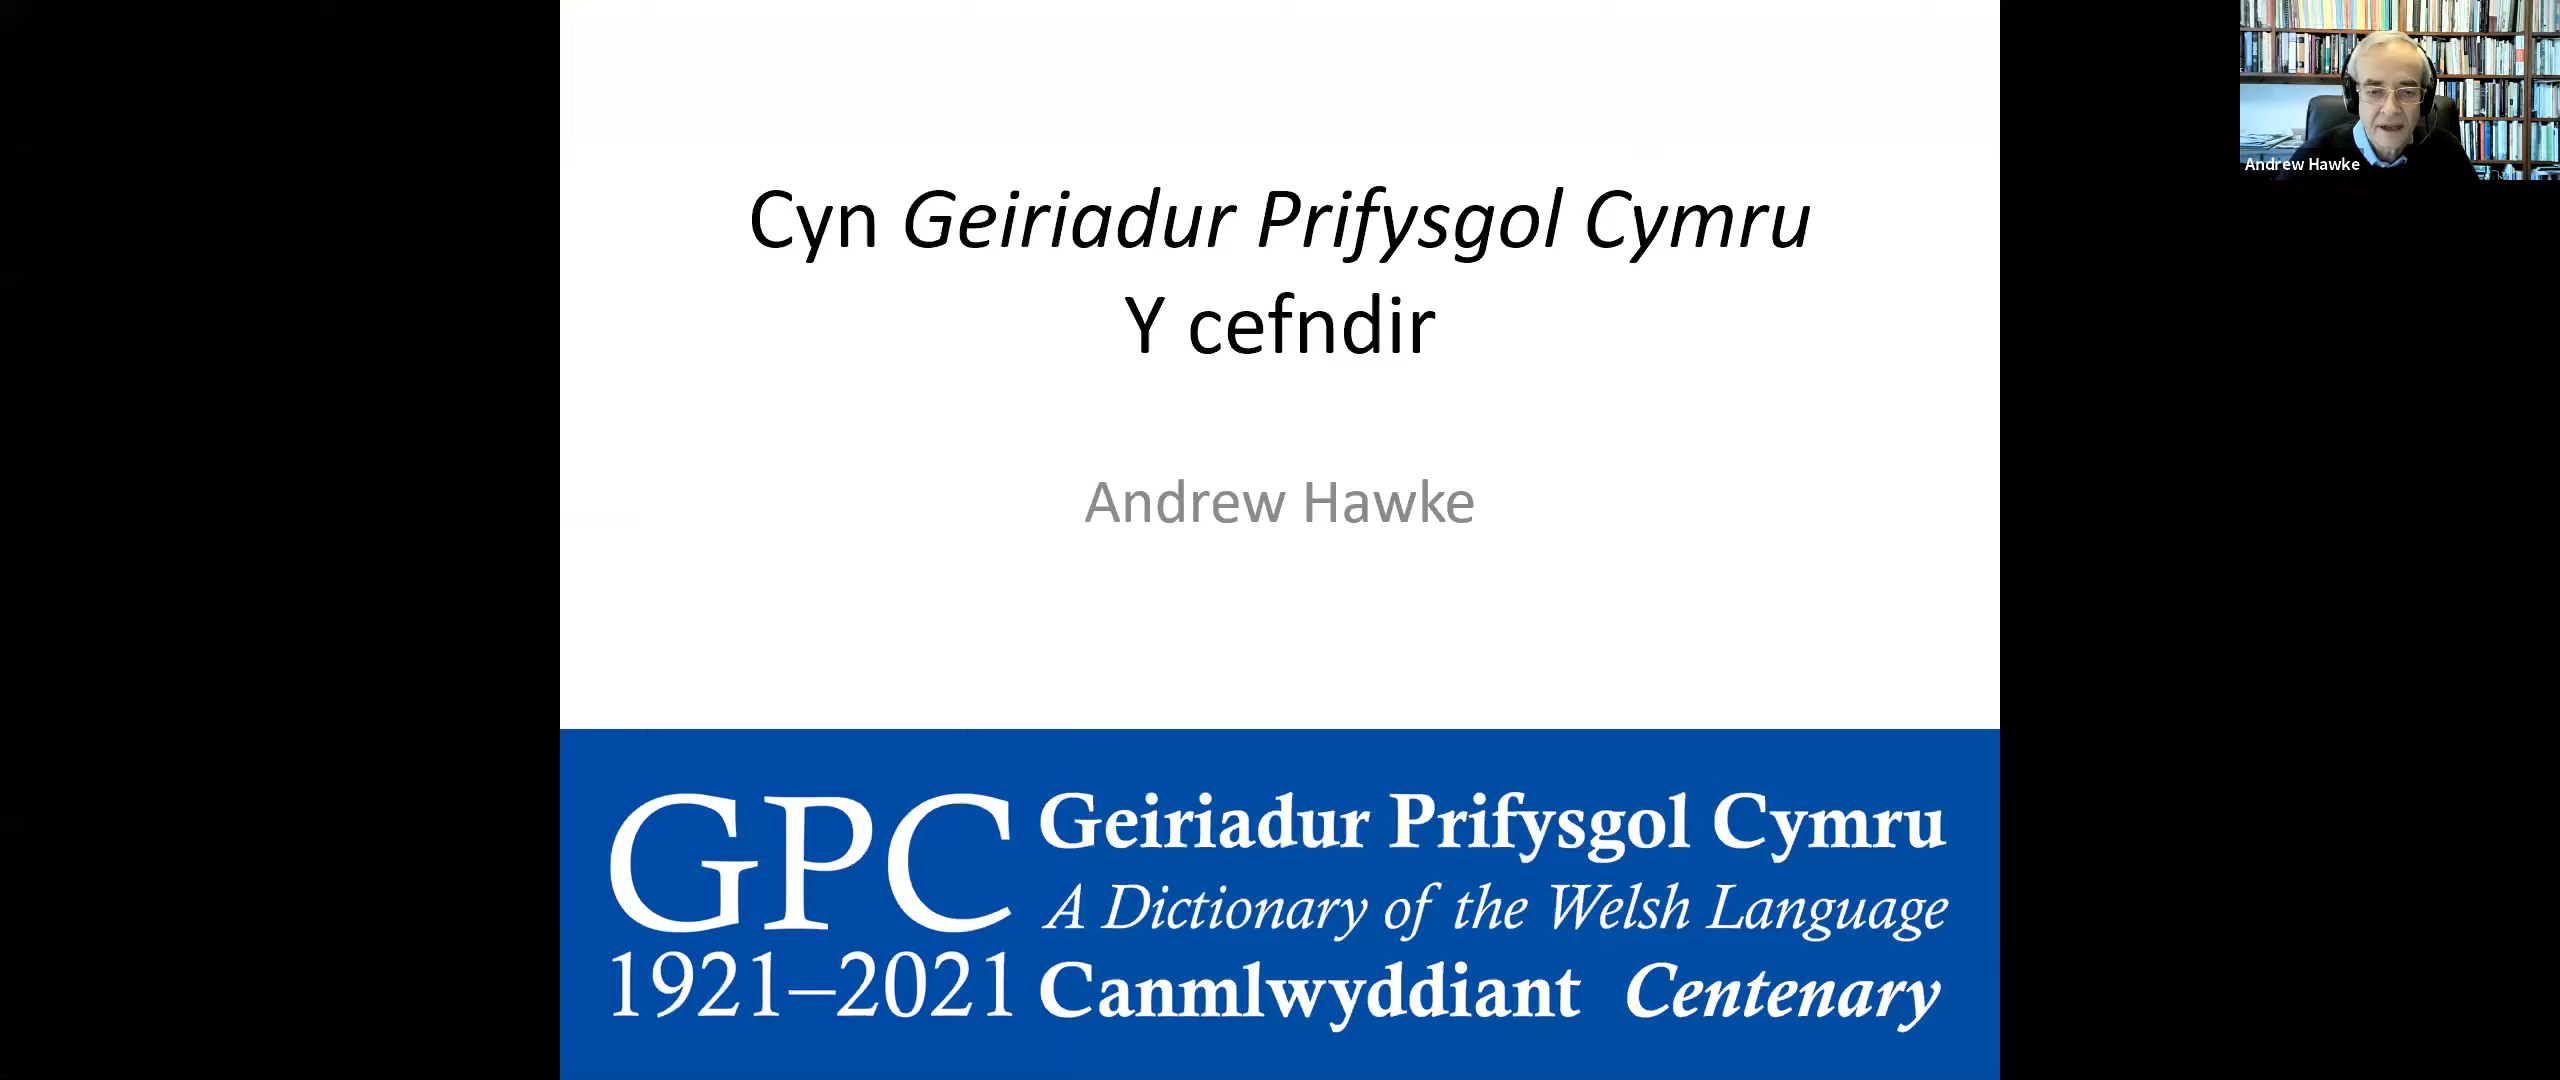 Cyn Geiriadur Prifysgol Cymru
Y cefndir
Andrew Hawke
GPC
1921–2021
Geiriadur Prifysgol Cymru
A Dictionary of the Welsh Language
Canmlwyddiant Centenary
Andrew Hawke